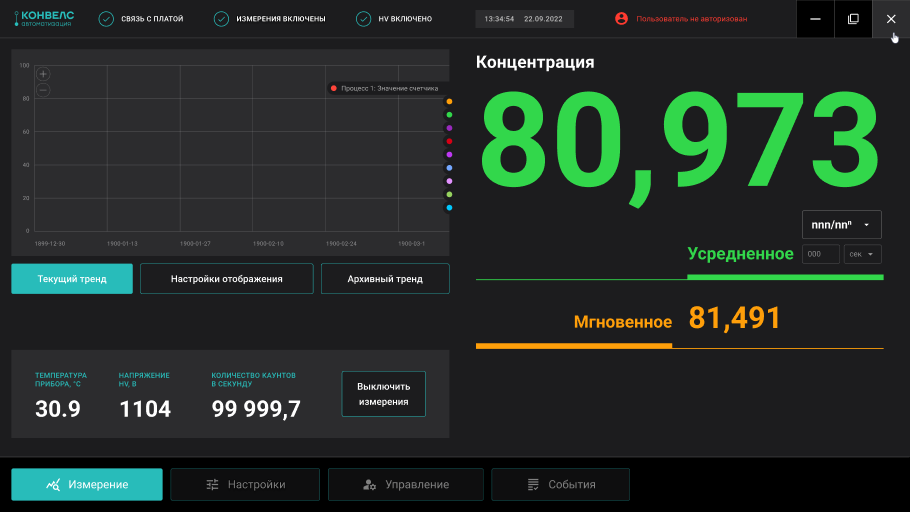 КОНВЕЛС
АВТОМАТИЗАЦИЯ
СВЯЗЬ С ПЛАТОЙ
ИЗМЕРЕНИЯ ВКЛЮЧЕНЫ
HV ВКЛЮЧЕНО
13:34:54 22.09.2022
Пользователь не авторизован
100
80
60
40
20
0
Процесс 1: Значение счетчика
1899-12-30 1900-01-13 1900-01-27 1900-02-10 1900-02-24 1900-03-1
Текущий тренд
Настройки отображения
Архивный тренд
ТЕМПЕРАТУРА
ПРИБОРА, °С
30.9
НАПРЯЖЕНИЕ
HV, В
1104
КОЛИЧЕСТВО КАУНТОВ
В СЕКУНДУ
99 999,7
Выключить
измерения
Концентрация
80,973
nnn/nnⁿ
Усредненное 000 сек
Мгновенное 81,491
Измерение
Настройки
Управление
События